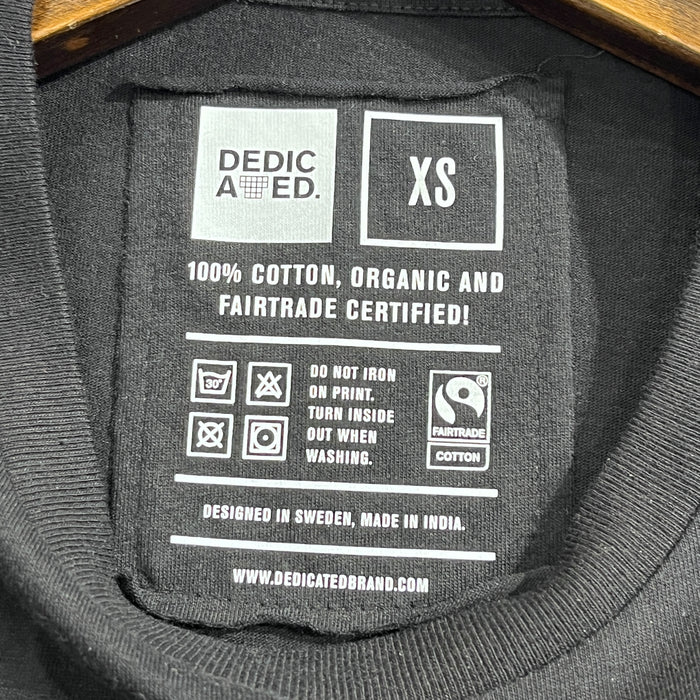 DEDIC
A ED.
XS
100% COTTON, ORGANIC AND
FAIRTRADE CERTIFIED!
30°
DO NOT IRON
ON PRINT.
TURN INSIDE
OUT WHEN
WASHING.
®
FAIRTRADE
COTTON
DESIGNED IN SWEDEN, MADE IN INDIA.
WWW.DEDICATEDBRAND.COM